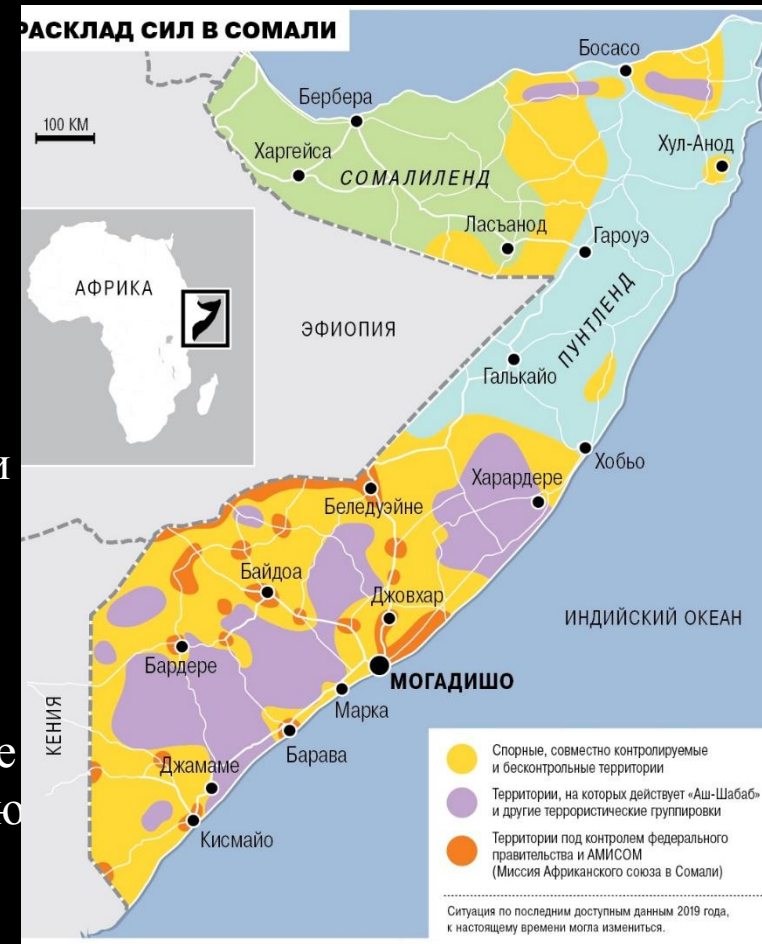 РАСКЛАД СИЛ В СОМАЛИ
Босасо
Бербера
100 КМ
Харгейса
Хул-Анод
СОМАЛИЛЕНД
Ласъанод
Гароуэ
АФРИКА
ЭФИОПИЯ
ПУНТЛЕНД
Галькайо
и
Хобьо
Харардере
Беледуэйне
Байдоа
Джовхар
ИНДИЙСКИЙ ОКЕАН
Бардере
МОГАДИШО
Марка
КЕНИЯ
Барава
е
Джамаме
ю
Кисмайо
Спорные, совместно контролируемые
и бесконтрольные территории
Территории, на которых действует «Аш-Шабаб»
и другие террористические группировки
Территории под контролем федерального
правительства и АМИСОМ
(Миссия Африканского союза в Сомали)
Ситуация по последним доступным данным 2019 года,
к настоящему времени могла измениться.